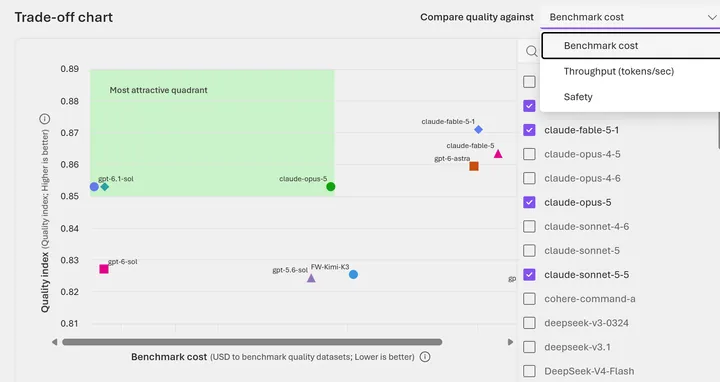 Trade-off chart
Compare quality against
Benchmark cost
Benchmark cost
Throughput (tokens/sec)
Safety
0.89
0.88
0.87
0.86
0.85
0.84
0.83
0.82
0.81
Quality index (Quality index; Higher is better)
Most attractive quadrant
claude-fable-5-1
claude-fable-5
gpt-6-astra
gpt-6.1-sol
claude-opus-5
gpt-6-sol
gpt-5.6-sol
FW-Kimi-K3
gp
Benchmark cost (USD to benchmark quality datasets; Lower is better)
claude-fable-5-1
claude-opus-4-5
claude-opus-4-6
claude-opus-5
claude-sonnet-4-6
claude-sonnet-5
claude-sonnet-5-5
cohere-command-a
deepseek-v3-0324
deepseek-v3.1
DeepSeek-V4-Flash